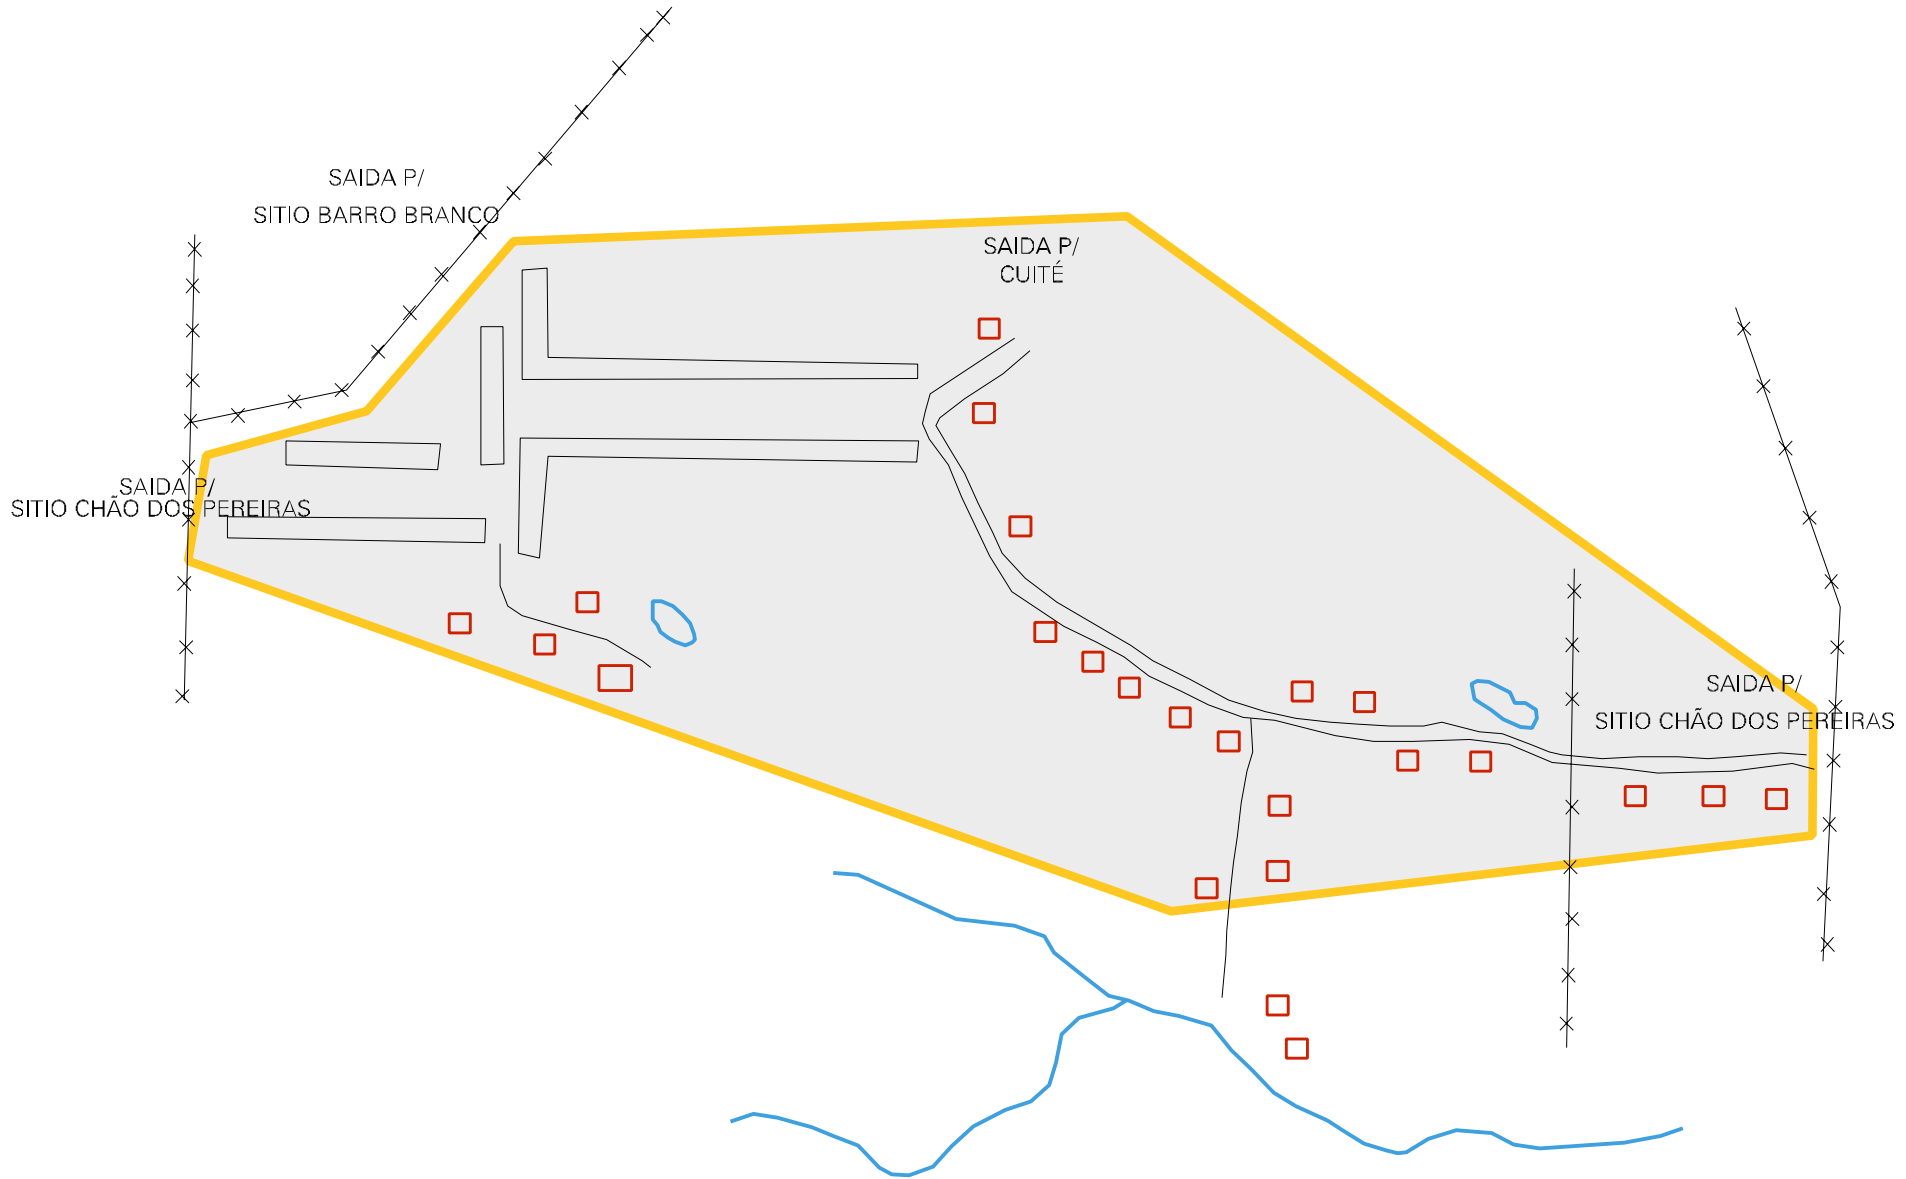 SAIDA P/
SITIO BARRO BRANCO
SAIDA P/
CUITÉ
SAIDA P/
SITIO CHÃO DOS PEREIRAS
SAIDA P/
SITIO CHÃO DOS PEREIRAS